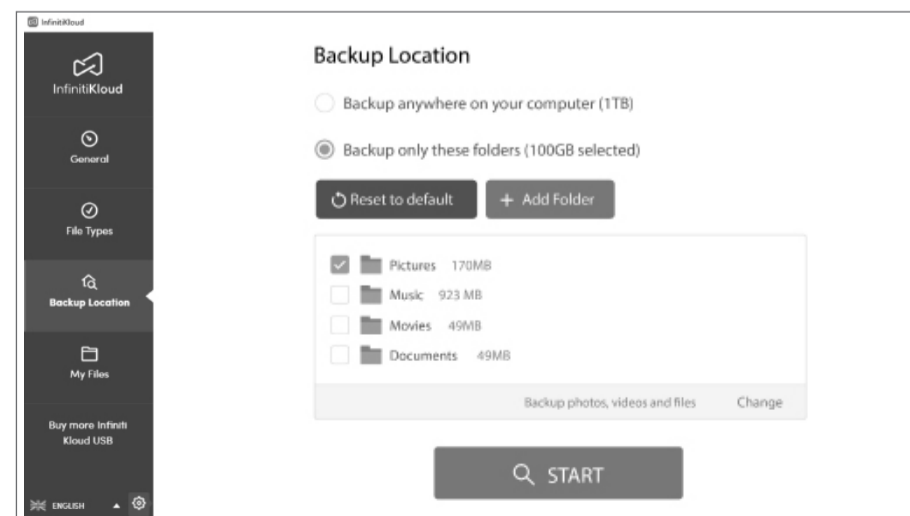 InfinitiKloud
InfinitiKloud
General
File Types
Backup Location
My Files
Buy more Infiniti
Kloud USB
ENGLISH
Backup Location
Backup anywhere on your computer (1TB)
Backup only these folders (100GB selected)
Reset to default
+ Add Folder
Pictures 170MB
Music 923 MB
Movies 49MB
Documents 49MB
Backup photos, videos and files Change
START